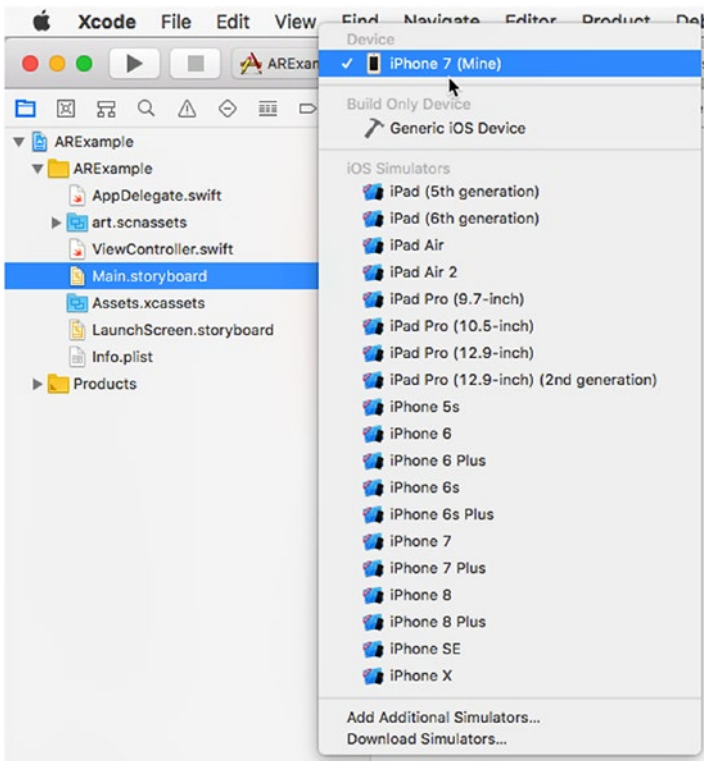 Xcode File Edit View Find Navigate Editor Product
Device
ARExam
iPhone 7 (Mine)
Build Only Device
Generic iOS Device
ARExample
ARExample
AppDelegate.swift
art.scnassets
ViewController.swift
Main.storyboard
Assets.xcassets
LaunchScreen.storyboard
Info.plist
Products
iOS Simulators
iPad (5th generation)
iPad (6th generation)
iPad Air
iPad Air 2
iPad Pro (9.7-inch)
iPad Pro (10.5-inch)
iPad Pro (12.9-inch)
iPad Pro (12.9-inch) (2nd generation)
iPhone 5s
iPhone 6
iPhone 6 Plus
iPhone 6s
iPhone 6s Plus
iPhone 7
iPhone 7 Plus
iPhone 8
iPhone 8 Plus
iPhone SE
iPhone X
Add Additional Simulators...
Download Simulators...